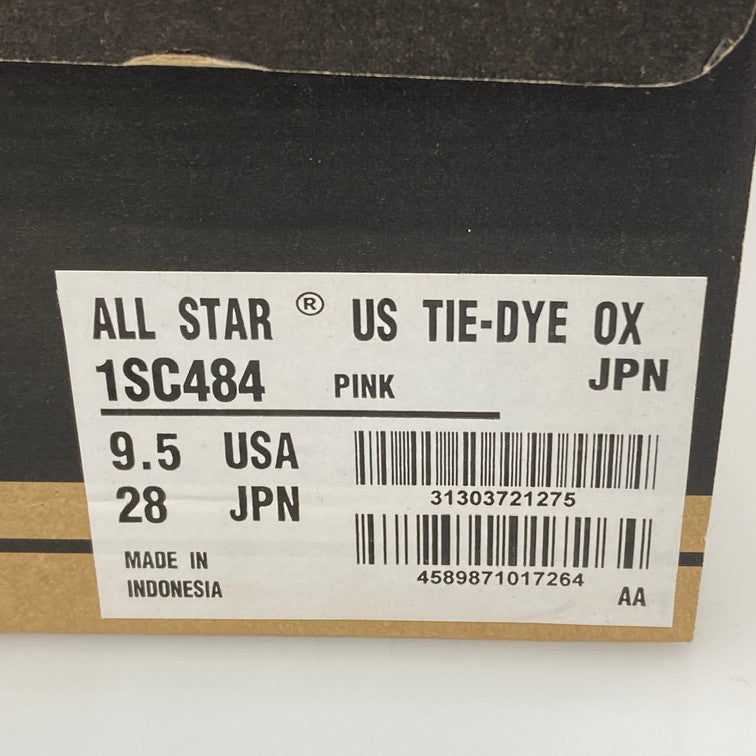 ALL STAR ® US TIE-DYE OX
1SC484 PINK JPN
9.5 USA
28 JPN
31303721275
4589871017264
MADE IN
INDONESIA
AA